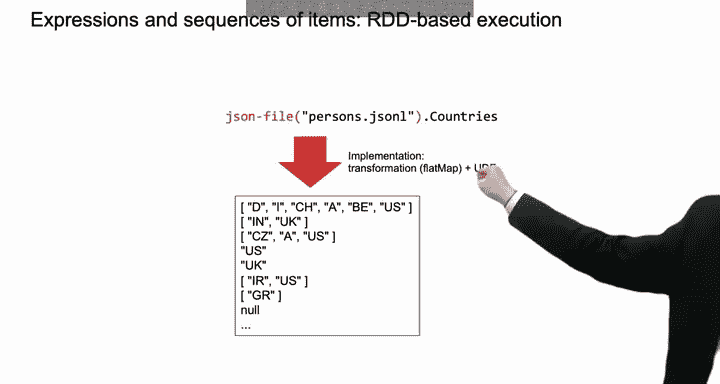 Expressions and sequences of items: RDD-based execution
json-file("persons.jsonl").Countries
Implementation:
transformation (flatMap) + UDF
[ "D", "I", "CH", "A", "BE", "US" ]
[ "IN", "UK" ]
[ "CZ", "A", "US" ]
"US"
"UK"
[ "IR", "US" ]
[ "GR" ]
null
...